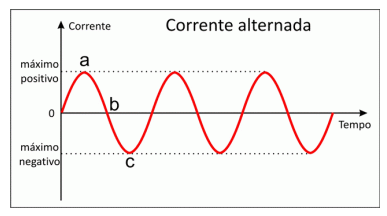 Corrente
Corrente alternada
a
máximo
positivo
b
0
Tempo
máximo
negativo
c